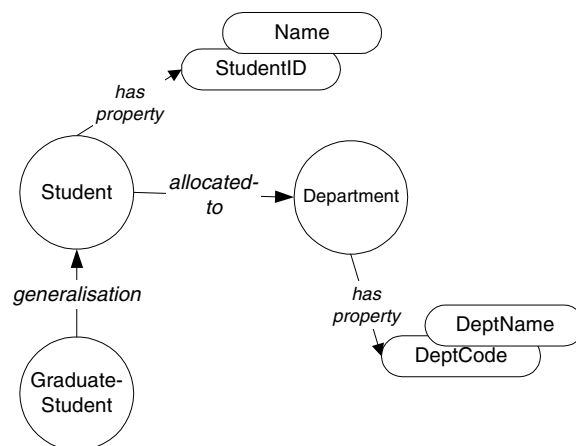 Name
StudentID
has
property
Student
allocated-
to
Department
generalisation
has
property
DeptName
DeptCode
Graduate-
Student